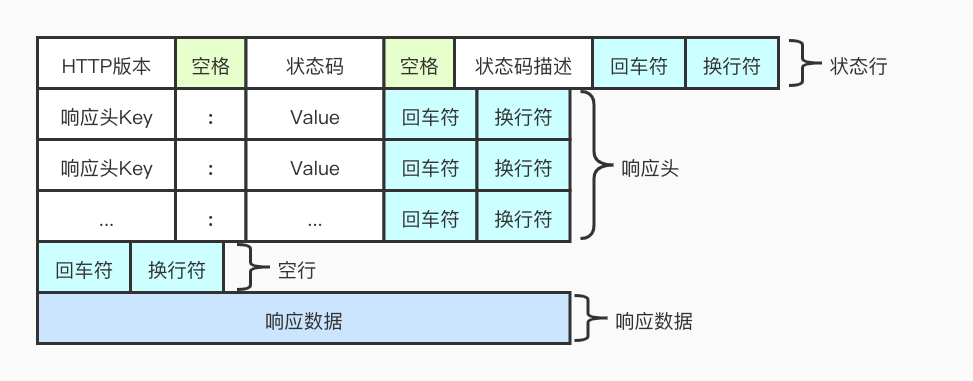 HTTP版本 空格 状态码 空格 状态码描述 回车符 换行符 状态行
响应头Key : Value 回车符 换行符
响应头Key : Value 回车符 换行符
响应头
... : ... 回车符 换行符
回车符 换行符 空行
响应数据 响应数据